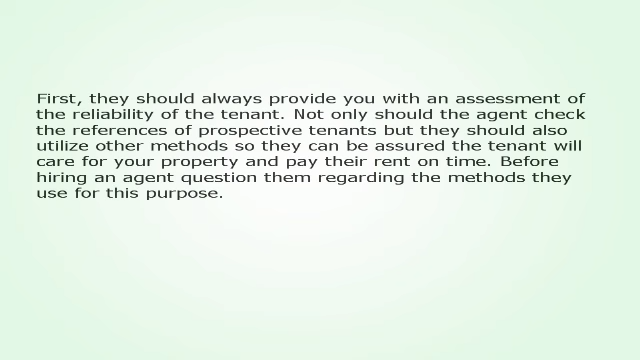 First, they should always provide you with an assessment of
the reliability of the tenant. Not only should the agent check
the references of prospective tenants but they should also
utilize other methods so they can be assured the tenant will
care for your property and pay their rent on time. Before
hiring an agent question them regarding the methods they
use for this purpose.